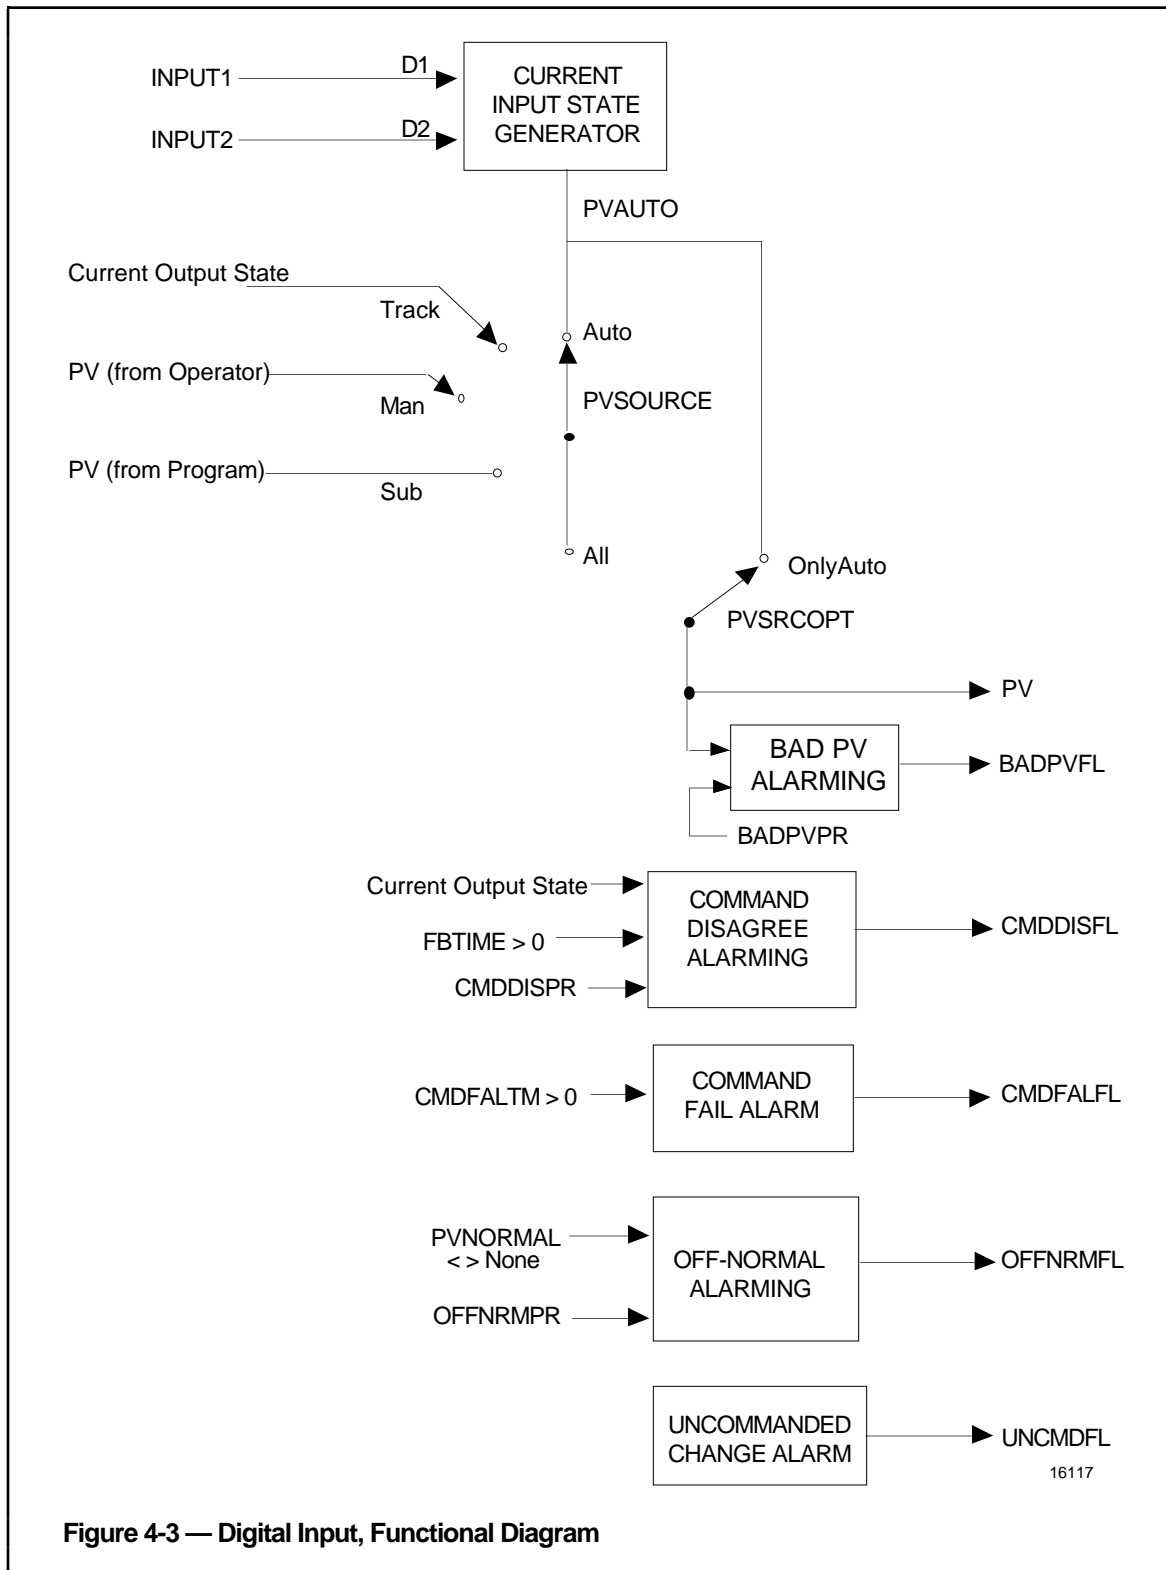 INPUT1
D1
INPUT2
D2
CURRENT
INPUT STATE
GENERATOR
PVAUTO
Current Output State
Track
Auto
PV (from Operator)
Man
PVSOURCE
PV (from Program)
Sub
All
OnlyAuto
PVSRCOPT
PV
BAD PV
ALARMING
BADPVFL
BADPVPR
Current Output State
FBTIME > 0
CMDDISPR
COMMAND
DISAGREE
ALARMING
CMDDISFL
CMDFALTM > 0
COMMAND
FAIL ALARM
CMDFALFL
PVNORMAL
< > None
OFFNRMPR
OFF-NORMAL
ALARMING
OFFNRMFL
UNCOMMANDED
CHANGE ALARM
UNCMDFL
16117
Figure 4-3 — Digital Input, Functional Diagram